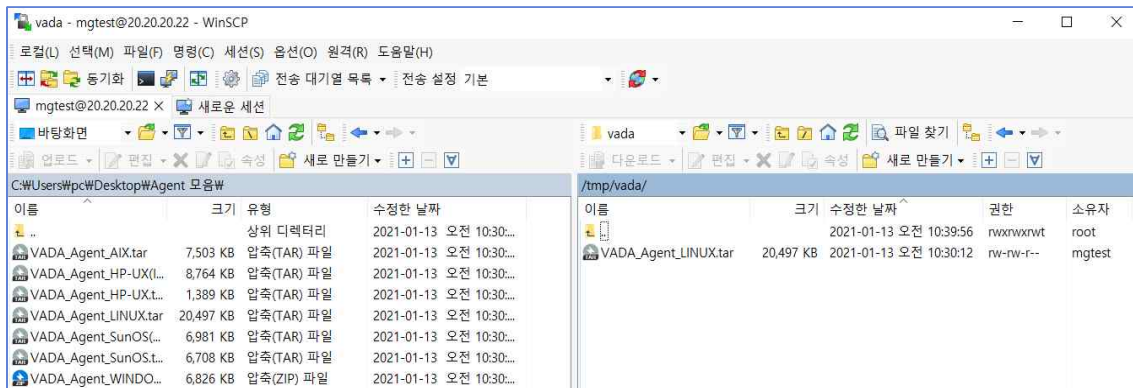 vada - mgtest@20.20.20.22 - WinSCP
로컬(L) 선택(M) 파일(F) 명령(C) 세션(S) 옵션(O) 원격(R) 도움말(H)
동기화 전송 대기열 목록 전송 설정 기본
mgtest@20.20.20.22 새로운 세션
바탕화면 vada 파일 찾기
업로드 편집 속성 새로 만들기 다운로드 편집 속성 새로 만들기
C:\Users\pc\Desktop\Agent 모음\ /tmp/vada/
이름 크기 유형 수정한 날짜 이름 크기 수정한 날짜 권한 소유자
.. 상위 디렉터리 2021-01-13 오전 10:30:... .. 2021-01-13 오전 10:39:56 rwxrwxrwt root
VADA_Agent_AIX.tar 7,503 KB 압축(TAR) 파일 2021-01-13 오전 10:30:... VADA_Agent_LINUX.tar 20,497 KB 2021-01-13 오전 10:30:12 rw-rw-r-- mgtest
VADA_Agent_HP-UX(I... 8,764 KB 압축(TAR) 파일 2021-01-13 오전 10:30:...
VADA_Agent_HP-UX.t... 1,389 KB 압축(TAR) 파일 2021-01-13 오전 10:30:...
VADA_Agent_LINUX.tar 20,497 KB 압축(TAR) 파일 2021-01-13 오전 10:30:...
VADA_Agent_SunOS(... 6,981 KB 압축(TAR) 파일 2021-01-13 오전 10:30:...
VADA_Agent_SunOS.t... 6,708 KB 압축(TAR) 파일 2021-01-13 오전 10:30:...
VADA_Agent_WINDO... 6,826 KB 압축(ZIP) 파일 2021-01-13 오전 10:30:...